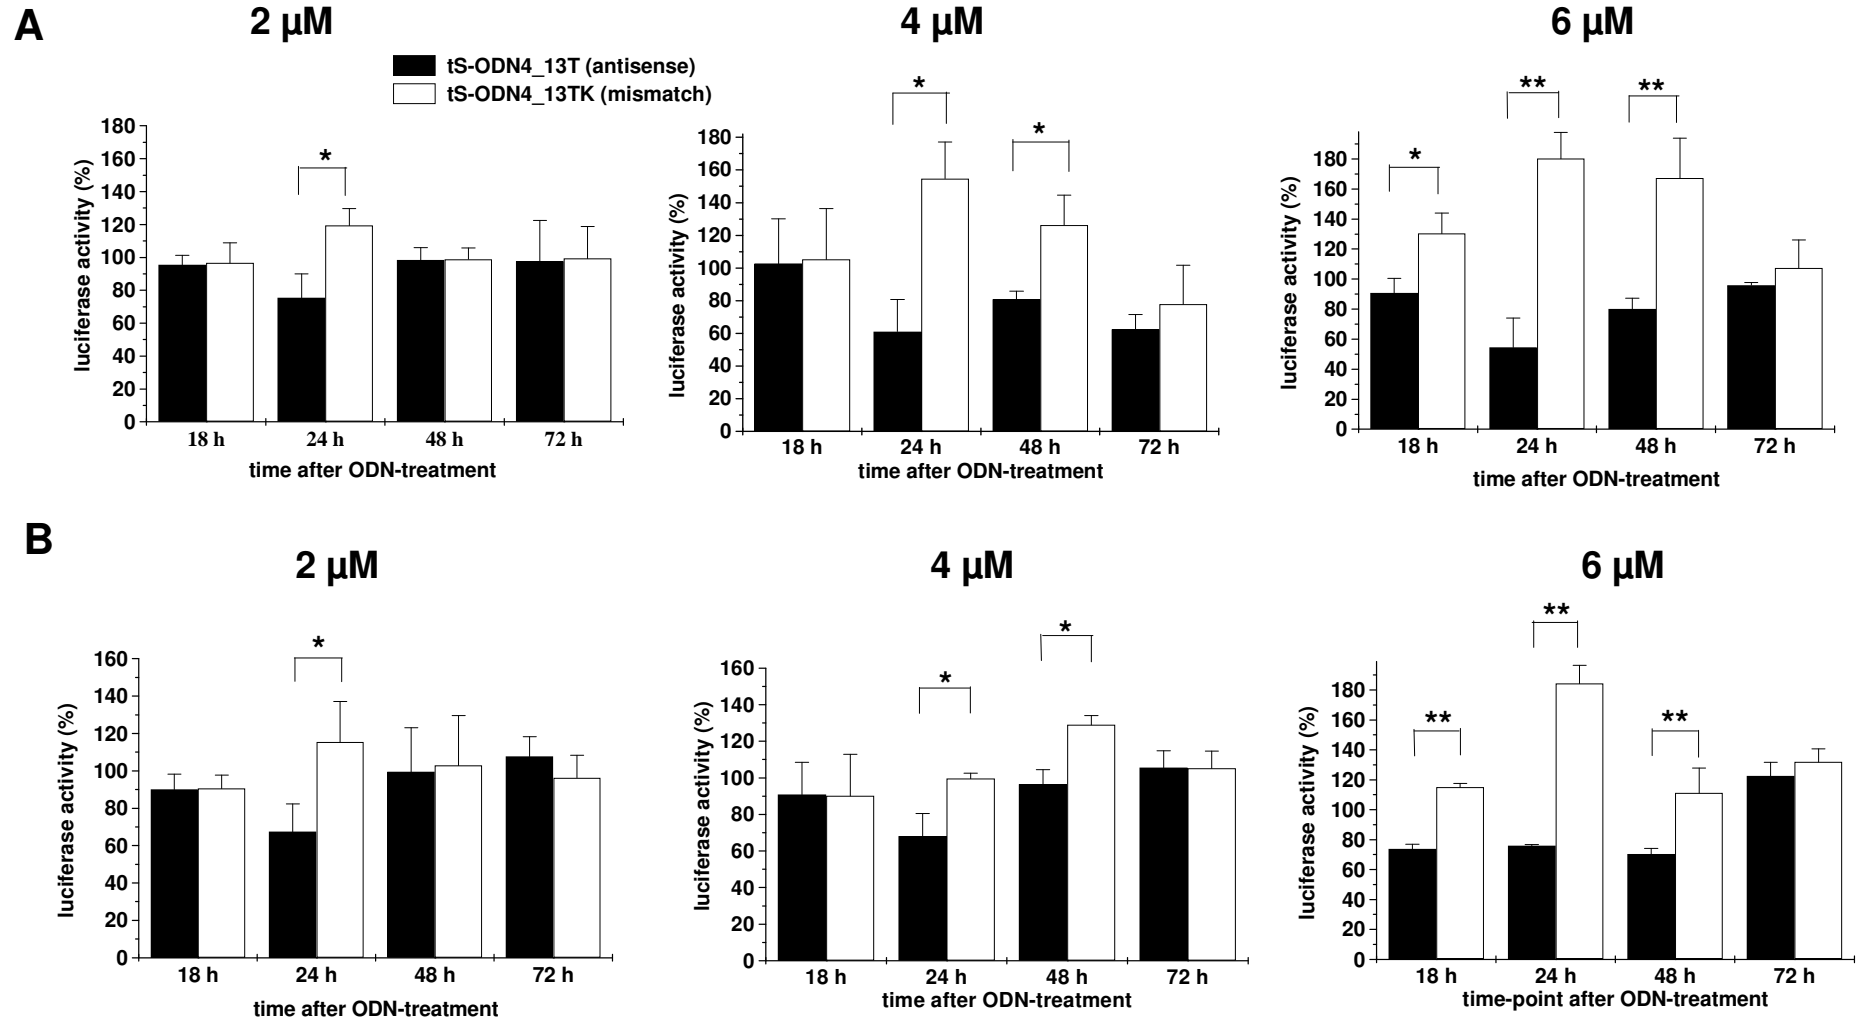 A
2 µM
4 µM
6 µM
tS-ODN4_13T (antisense)
tS-ODN4_13TK (mismatch)
luciferase activity (%)
180
160
140
120
100
80
60
40
20
0
*
18 h
24 h
48 h
72 h
time after ODN-treatment
luciferase activity (%)
180
160
140
120
100
80
60
40
20
0
*
*
18 h
24 h
48 h
72 h
time after ODN-treatment
luciferase activity (%)
180
160
140
120
100
80
60
40
20
0
*
**
**
18 h
24 h
48 h
72 h
time after ODN-treatment
B
2 µM
4 µM
6 µM
luciferase activity (%)
160
140
120
100
80
60
40
20
0
*
18 h
24 h
48 h
72 h
time after ODN-treatment
luciferase activity (%)
160
140
120
100
80
60
40
20
0
*
*
18 h
24 h
48 h
72 h
time after ODN-treatment
luciferase activity (%)
180
160
140
120
100
80
60
40
20
0
**
**
**
18 h
24 h
48 h
72 h
time-point after ODN-treatment